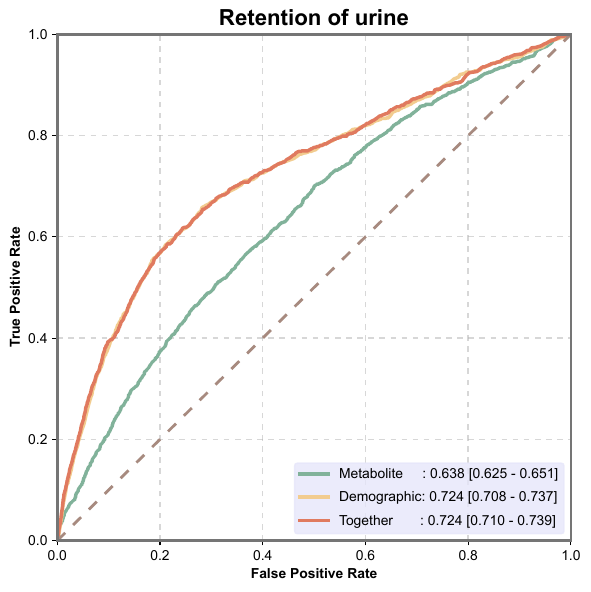 Retention of urine
True Positive Rate
1.0
0.8
0.6
0.4
0.2
0.0
Metabolite : 0.638 [0.625 - 0.651]
Demographic: 0.724 [0.708 - 0.737]
Together : 0.724 [0.710 - 0.739]
0.0 0.2 0.4 0.6 0.8 1.0
False Positive Rate